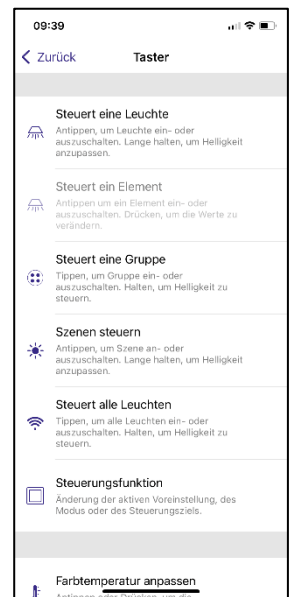 09:39
Zurück
Taster
Steuert eine Leuchte
Antippen, um Leuchte ein- oder
auszuschalten. Lange halten, um Helligkeit
anzupassen.
Steuert ein Element
Antippen um ein Element ein- oder
auszuschalten. Drücken, um die Werte zu
verändern.
Steuert eine Gruppe
Tippen, um Gruppe ein- oder
auszuschalten. Halten, um Helligkeit zu
steuern.
Szenen steuern
Antippen, um Szene an- oder
auszuschalten. Lange halten, um Helligkeit
anzupassen.
Steuert alle Leuchten
Tippen, um alle Leuchten ein- oder
auszuschalten. Halten, um Helligkeit zu
steuern.
Steuerungsfunktion
Änderung der aktiven Voreinstellung, des
Modus oder des Steuerungsziels.
Farbtemperatur anpassen